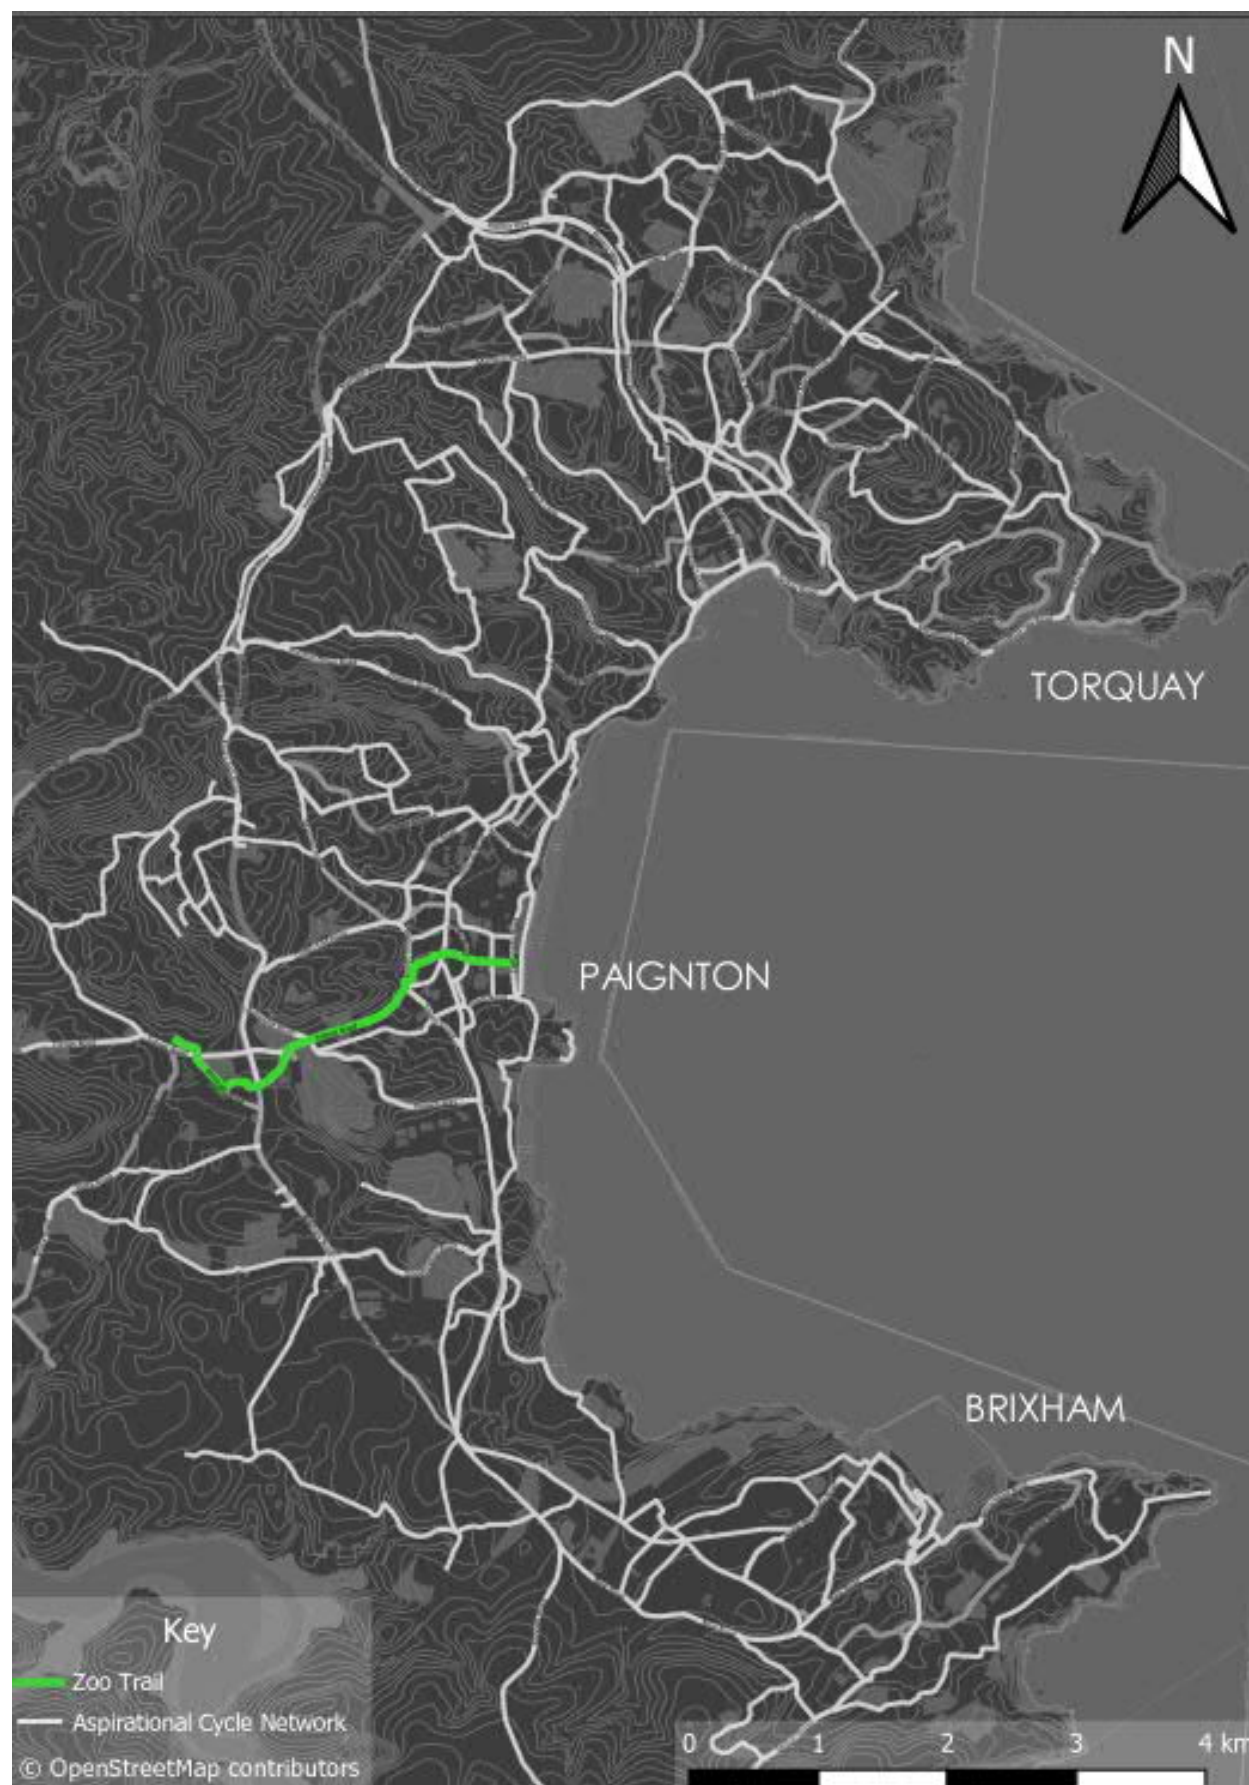 N
TORQUAY
PAIGNTON
BRIXHAM
Key
Zoo Trail
Aspirational Cycle Network
© OpenStreetMap contributors
0 1 2 3 4 km